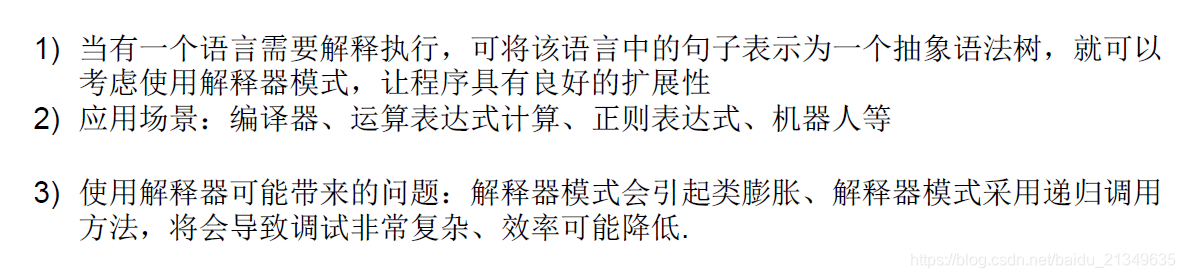 1) 当有一个语言需要解释执行，可将该语言中的句子表示为一个抽象语法树，就可以
考虑使用解释器模式，让程序具有良好的扩展性
2) 应用场景：编译器、运算表达式计算、正则表达式、机器人等
3) 使用解释器可能带来的问题：解释器模式会引起类膨胀、解释器模式采用递归调用
方法，将会导致调试非常复杂、效率可能降低.
https://blog.csdn.net/baidu_21349635